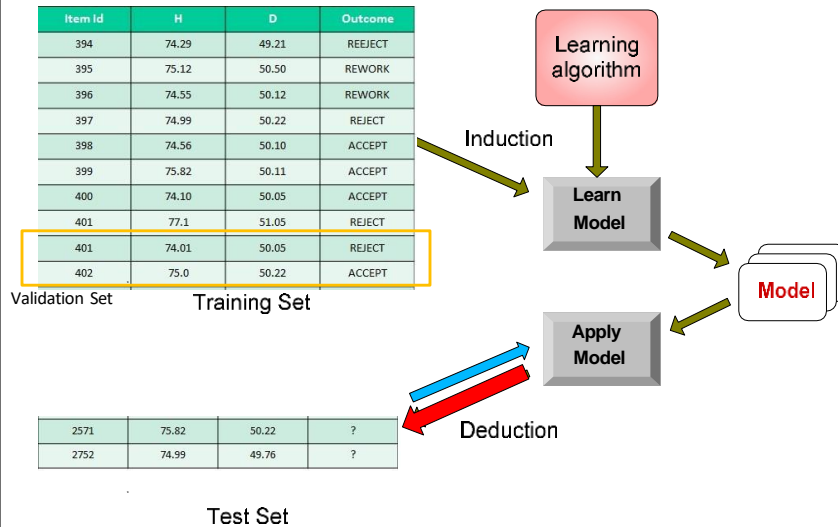 Item Id H D Outcome
394 74.29 49.21 REEJECT
395 75.12 50.50 REWORK
396 74.55 50.12 REWORK
397 74.99 50.22 REJECT
398 74.56 50.10 ACCEPT
399 75.82 50.11 ACCEPT
400 74.10 50.05 ACCEPT
401 77.1 51.05 REJECT
401 74.01 50.05 REJECT
402 75.0 50.22 ACCEPT
Validation Set
Training Set
Learning
algorithm
Induction
Learn
Model
Model
Apply
Model
Deduction
2571 75.82 50.22 ?
2752 74.99 49.76 ?
Test Set